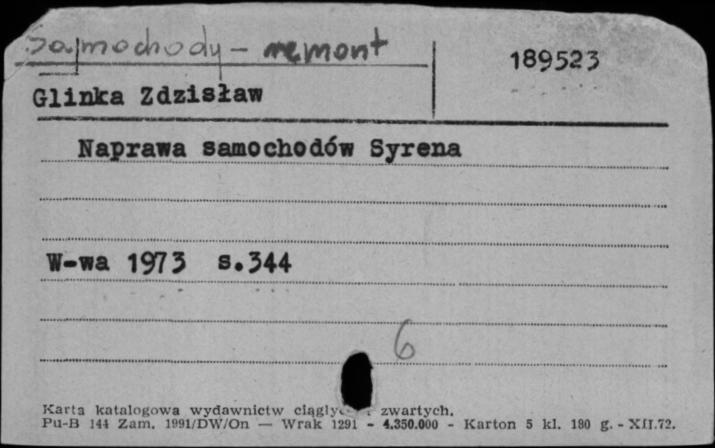 Samochody - remont
189523
Glinka Zdzisław
Naprawa samochodów Syrena
W-wa 1973 s.344
6
Karta katalogowa wydawnictw zwartych.
Pu-B 144 Zam. 1991/DW/On — Wrak 1291 - 4.350.000 - Karton 5 kl. 180 g. - XII.72.